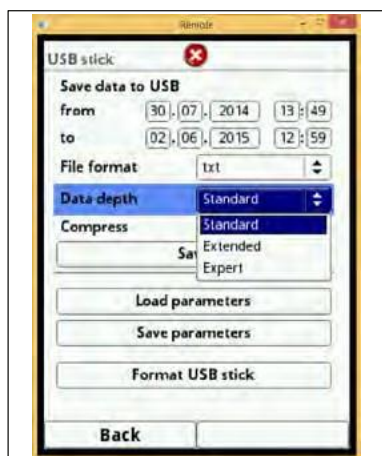 Remote
USB stick
Save data to USB
from 30 . 07 . 2014 13 : 49
to 02 . 06 . 2015 12 : 59
File format txt
Data depth Standard
Compress Standard
Extended
Sa
Expert
Load parameters
Save parameters
Format USB stick
Back